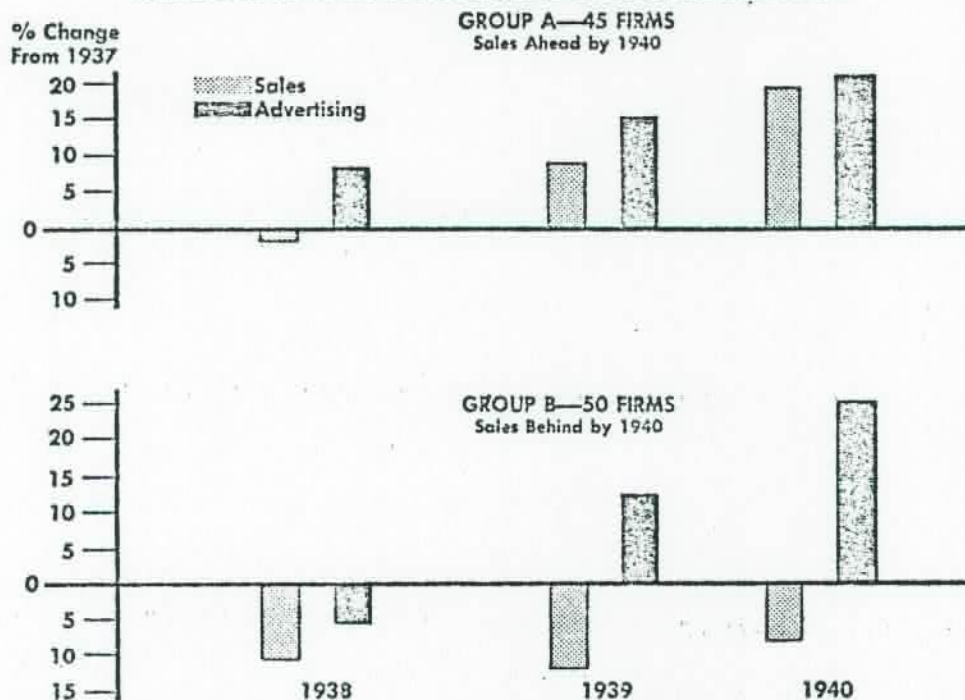 GROUP A—45 FIRMS
Sales Ahead by 1940
% Change
From 1937
Sales
Advertising
20
15
10
5
0
5
10
GROUP B—50 FIRMS
Sales Behind by 1940
25
20
15
10
5
0
5
10
15
1938 1939 1940